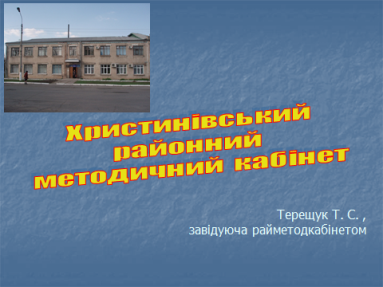 Христинівський
районний
методичний кабінет
Терещук Т. С. ,
завідуюча райметодкабінетом